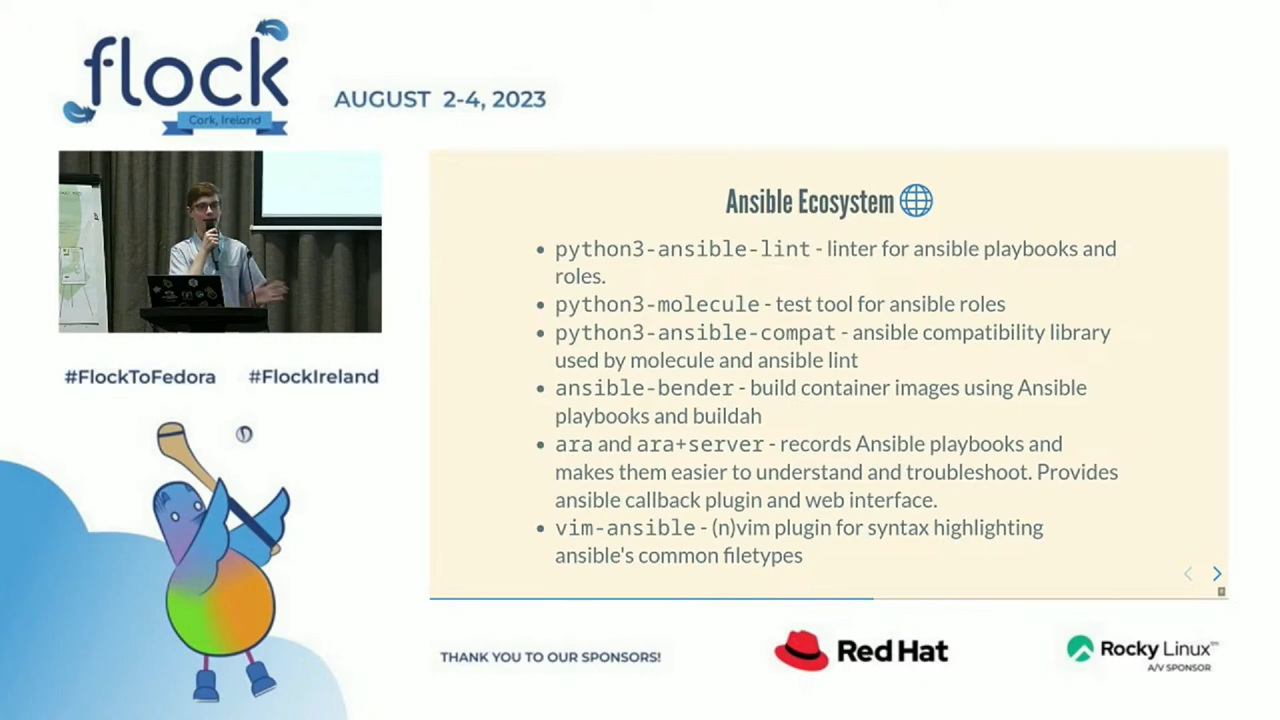 flock
Cork, Ireland
AUGUST 2-4, 2023
Ansible Ecosystem
python3-ansible-lint - linter for ansible playbooks and
roles.
python3-molecule - test tool for ansible roles
python3-ansible-compat - ansible compatibility library
used by molecule and ansible lint
ansible-bender - build container images using Ansible
playbooks and buildah
ara and ara+server - records Ansible playbooks and
makes them easier to understand and troubleshoot. Provides
ansible callback plugin and web interface.
vim-ansible - (n)vim plugin for syntax highlighting
ansible's common filetypes
#FlockToFedora #FlockIreland
THANK YOU TO OUR SPONSORS!
Red Hat
Rocky Linux™
A/V SPONSOR